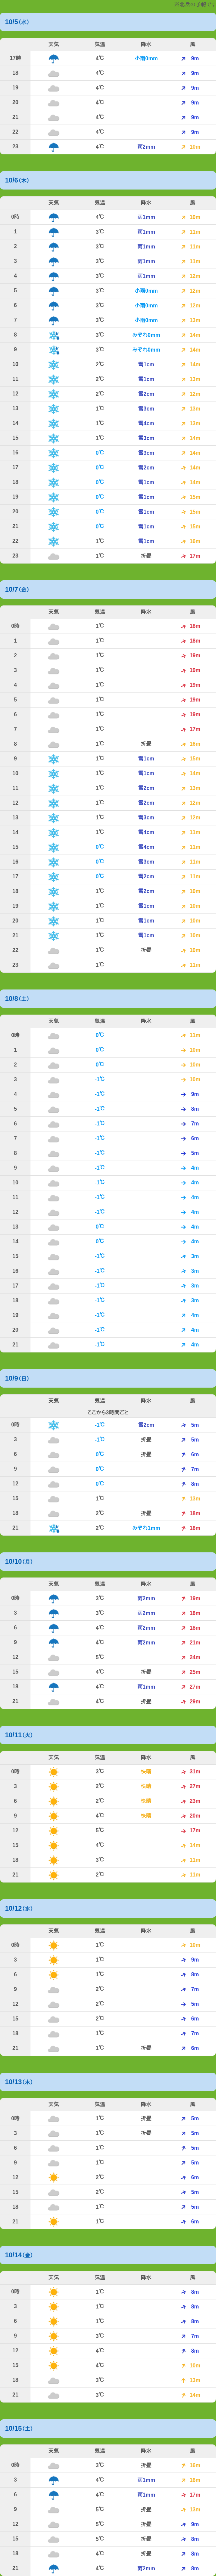 の予報です
10/5(水)
天気 気温 降水 風
17時 4℃ 小雨0mm 9m
18 4℃ 9m
19 4℃ 9m
20 4℃ 9m
21 4℃ 9m
22 4℃ 9m
23 4℃ 雨2mm 10m
10/6(木)
天気 気温 降水 風
0時 4℃ 雨1mm 10m
1 3℃ 雨1mm 11m
2 3℃ 雨1mm 11m
3 3℃ 雨1mm 11m
4 3℃ 雨1mm 12m
5 3℃ 小雨0mm 12m
6 3℃ 小雨0mm 12m
7 3℃ 小雨0mm 13m
8 3℃ みぞれ0mm 14m
9 3℃ みぞれ0mm 14m
10 2℃ 雪1cm 14m
11 2℃ 雪1cm 13m
12 2℃ 雪2cm 12m
13 1℃ 雪3cm 13m
14 1℃ 雪4cm 13m
15 1℃ 雪3cm 14m
16 0℃ 雪3cm 14m
17 0℃ 雪2cm 14m
18 0℃ 雪1cm 14m
19 0℃ 雪1cm 15m
20 0℃ 雪1cm 15m
21 0℃ 雪1cm 15m
22 1℃ 雪1cm 16m
23 1℃ 折畳 17m
10/7(金)
天気 気温 降水 風
0時 1℃ 18m
1 1℃ 18m
2 1℃ 19m
3 1℃ 19m
4 1℃ 19m
5 1℃ 19m
6 1℃ 19m
7 1℃ 17m
8 1℃ 折畳 16m
9 1℃ 雪1cm 15m
10 1℃ 雪1cm 14m
11 1℃ 雪2cm 13m
12 1℃ 雪2cm 12m
13 1℃ 雪3cm 12m
14 1℃ 雪4cm 11m
15 0℃ 雪4cm 11m
16 0℃ 雪3cm 11m
17 0℃ 雪2cm 11m
18 1℃ 雪2cm 10m
19 1℃ 雪1cm 10m
20 1℃ 雪1cm 10m
21 1℃ 雪1cm 10m
22 1℃ 折畳 10m
23 1℃ 11m
10/8(土)
天気 気温 降水 風
0時 0℃ 11m
1 0℃ 10m
2 0℃ 10m
3 -1℃ 10m
4 -1℃ 9m
5 -1℃ 8m
6 -1℃ 7m
7 -1℃ 6m
8 -1℃ 5m
9 -1℃ 4m
10 -1℃ 4m
11 -1℃ 4m
12 -1℃ 4m
13 0℃ 4m
14 0℃ 4m
15 -1℃ 3m
16 -1℃ 3m
17 -1℃ 3m
18 -1℃ 3m
19 -1℃ 4m
20 -1℃ 4m
21 -1℃ 4m
10/9(日)
天気 気温 降水 風
ここから3時間ごと
0時 -1℃ 雪2cm 5m
3 -1℃ 折畳 5m
6 0℃ 折畳 6m
9 0℃ 7m
12 0℃ 8m
15 1℃ 13m
18 2℃ 折畳 18m
21 2℃ みぞれ1mm 18m
10/10(月)
天気 気温 降水 風
0時 3℃ 雨2mm 19m
3 3℃ 雨2mm 18m
6 4℃ 雨2mm 18m
9 4℃ 雨2mm 21m
12 5℃ 24m
15 4℃ 折畳 25m
18 4℃ 雨1mm 27m
21 4℃ 折畳 29m
10/11(火)
天気 気温 降水 風
0時 3℃ 快晴 31m
3 2℃ 快晴 27m
6 2℃ 快晴 23m
9 4℃ 快晴 20m
12 5℃ 17m
15 4℃ 14m
18 3℃ 11m
21 2℃ 11m
10/12(水)
天気 気温 降水 風
0時 1℃ 10m
3 1℃ 9m
6 1℃ 8m
9 2℃ 7m
12 2℃ 5m
15 2℃ 6m
18 1℃ 7m
21 1℃ 折畳 6m
10/13(木)
天気 気温 降水 風
0時 1℃ 折畳 5m
3 1℃ 折畳 5m
6 1℃ 5m
9 1℃ 5m
12 2℃ 6m
15 2℃ 5m
18 1℃ 5m
21 1℃ 6m
10/14(金)
天気 気温 降水 風
0時 1℃ 8m
3 1℃ 8m
6 1℃ 8m
9 3℃ 7m
12 4℃ 8m
15 4℃ 10m
18 3℃ 13m
21 3℃ 14m
10/15(土)
天気 気温 降水 風
0時 3℃ 折畳 16m
3 4℃ 雨1mm 16m
6 4℃ 雨1mm 17m
9 5℃ 折畳 13m
12 5℃ 折畳 9m
15 5℃ 折畳 8m
18 4℃ 折畳 8m
21 4℃ 雨2mm 8m